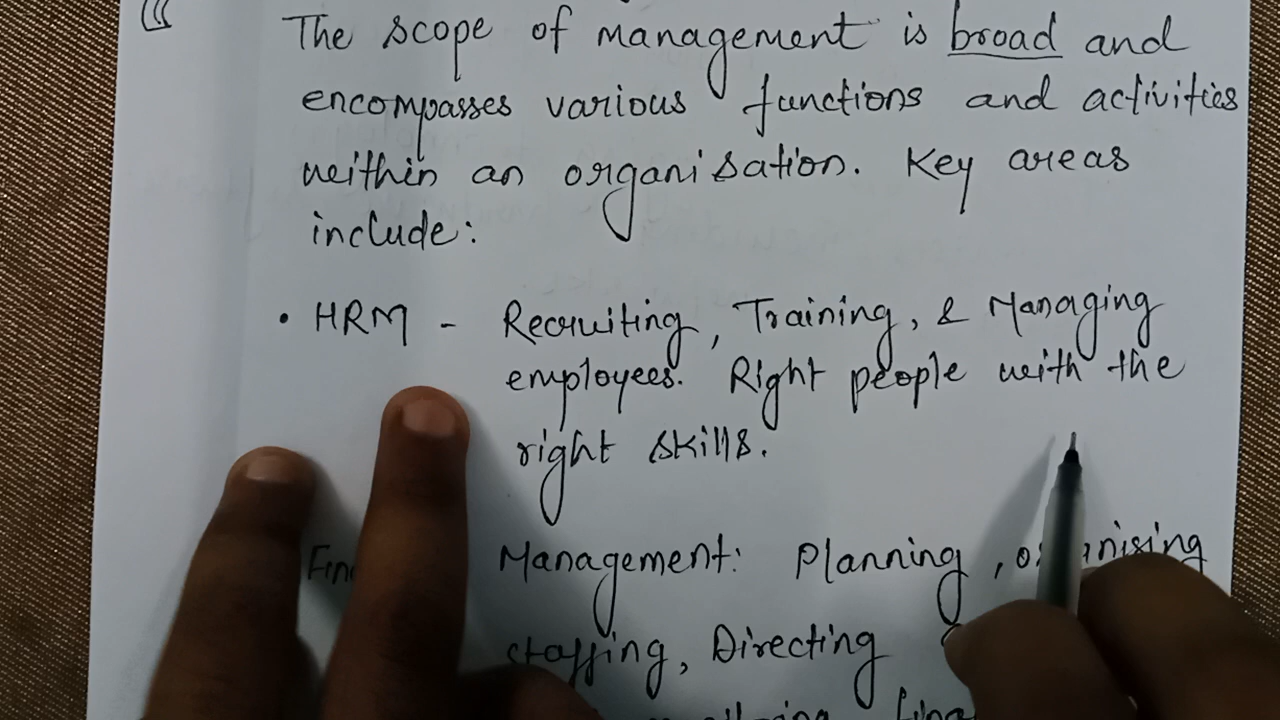 The scope of management is broad and
encompasses various functions and activities
within an organisation. Key areas
include:
• HRM - Recruiting, Training, & Managing
employees. Right people with the
right skills.
Management: Planning,
staffing, Directing